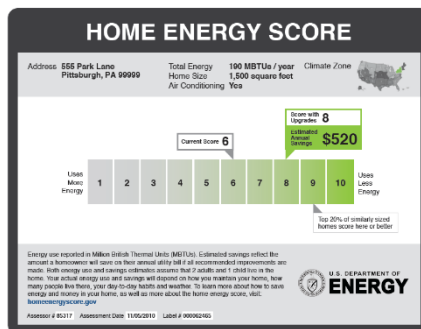 HOME ENERGY SCORE
Address 555 Park Lane
Pittsburgh, PA 99999
Total Energy 190 MBTUs / year
Home Size 1,500 square feet
Air Conditioning Yes
Climate Zone
Score with
Upgrades 8
Estimated
Annual
Savings $520
Current Score 6
Uses
More
Energy
1 2 3 4 5 6 7 8 9 10
Uses
Less
Energy
Top 20% of similarly sized
homes score here or better
Energy use reported in Million British Thermal Units (MBTUs). Estimated savings reflect the
amount a homeowner will save on their annual utility bill if all recommended improvements are
made. Both energy use and savings estimates assume that 2 adults and 1 child live in the
home. Your actual energy use and savings will depend on how you maintain your home, how
many people live there, your day-to-day habits and weather. To learn more about how to save
energy and money in your home, as well as more about the home energy score, visit.
homeenergyscore.gov
U.S. DEPARTMENT OF
ENERGY
Assessor # 85317 Assessment Date 11/05/2010 Label # 000062465